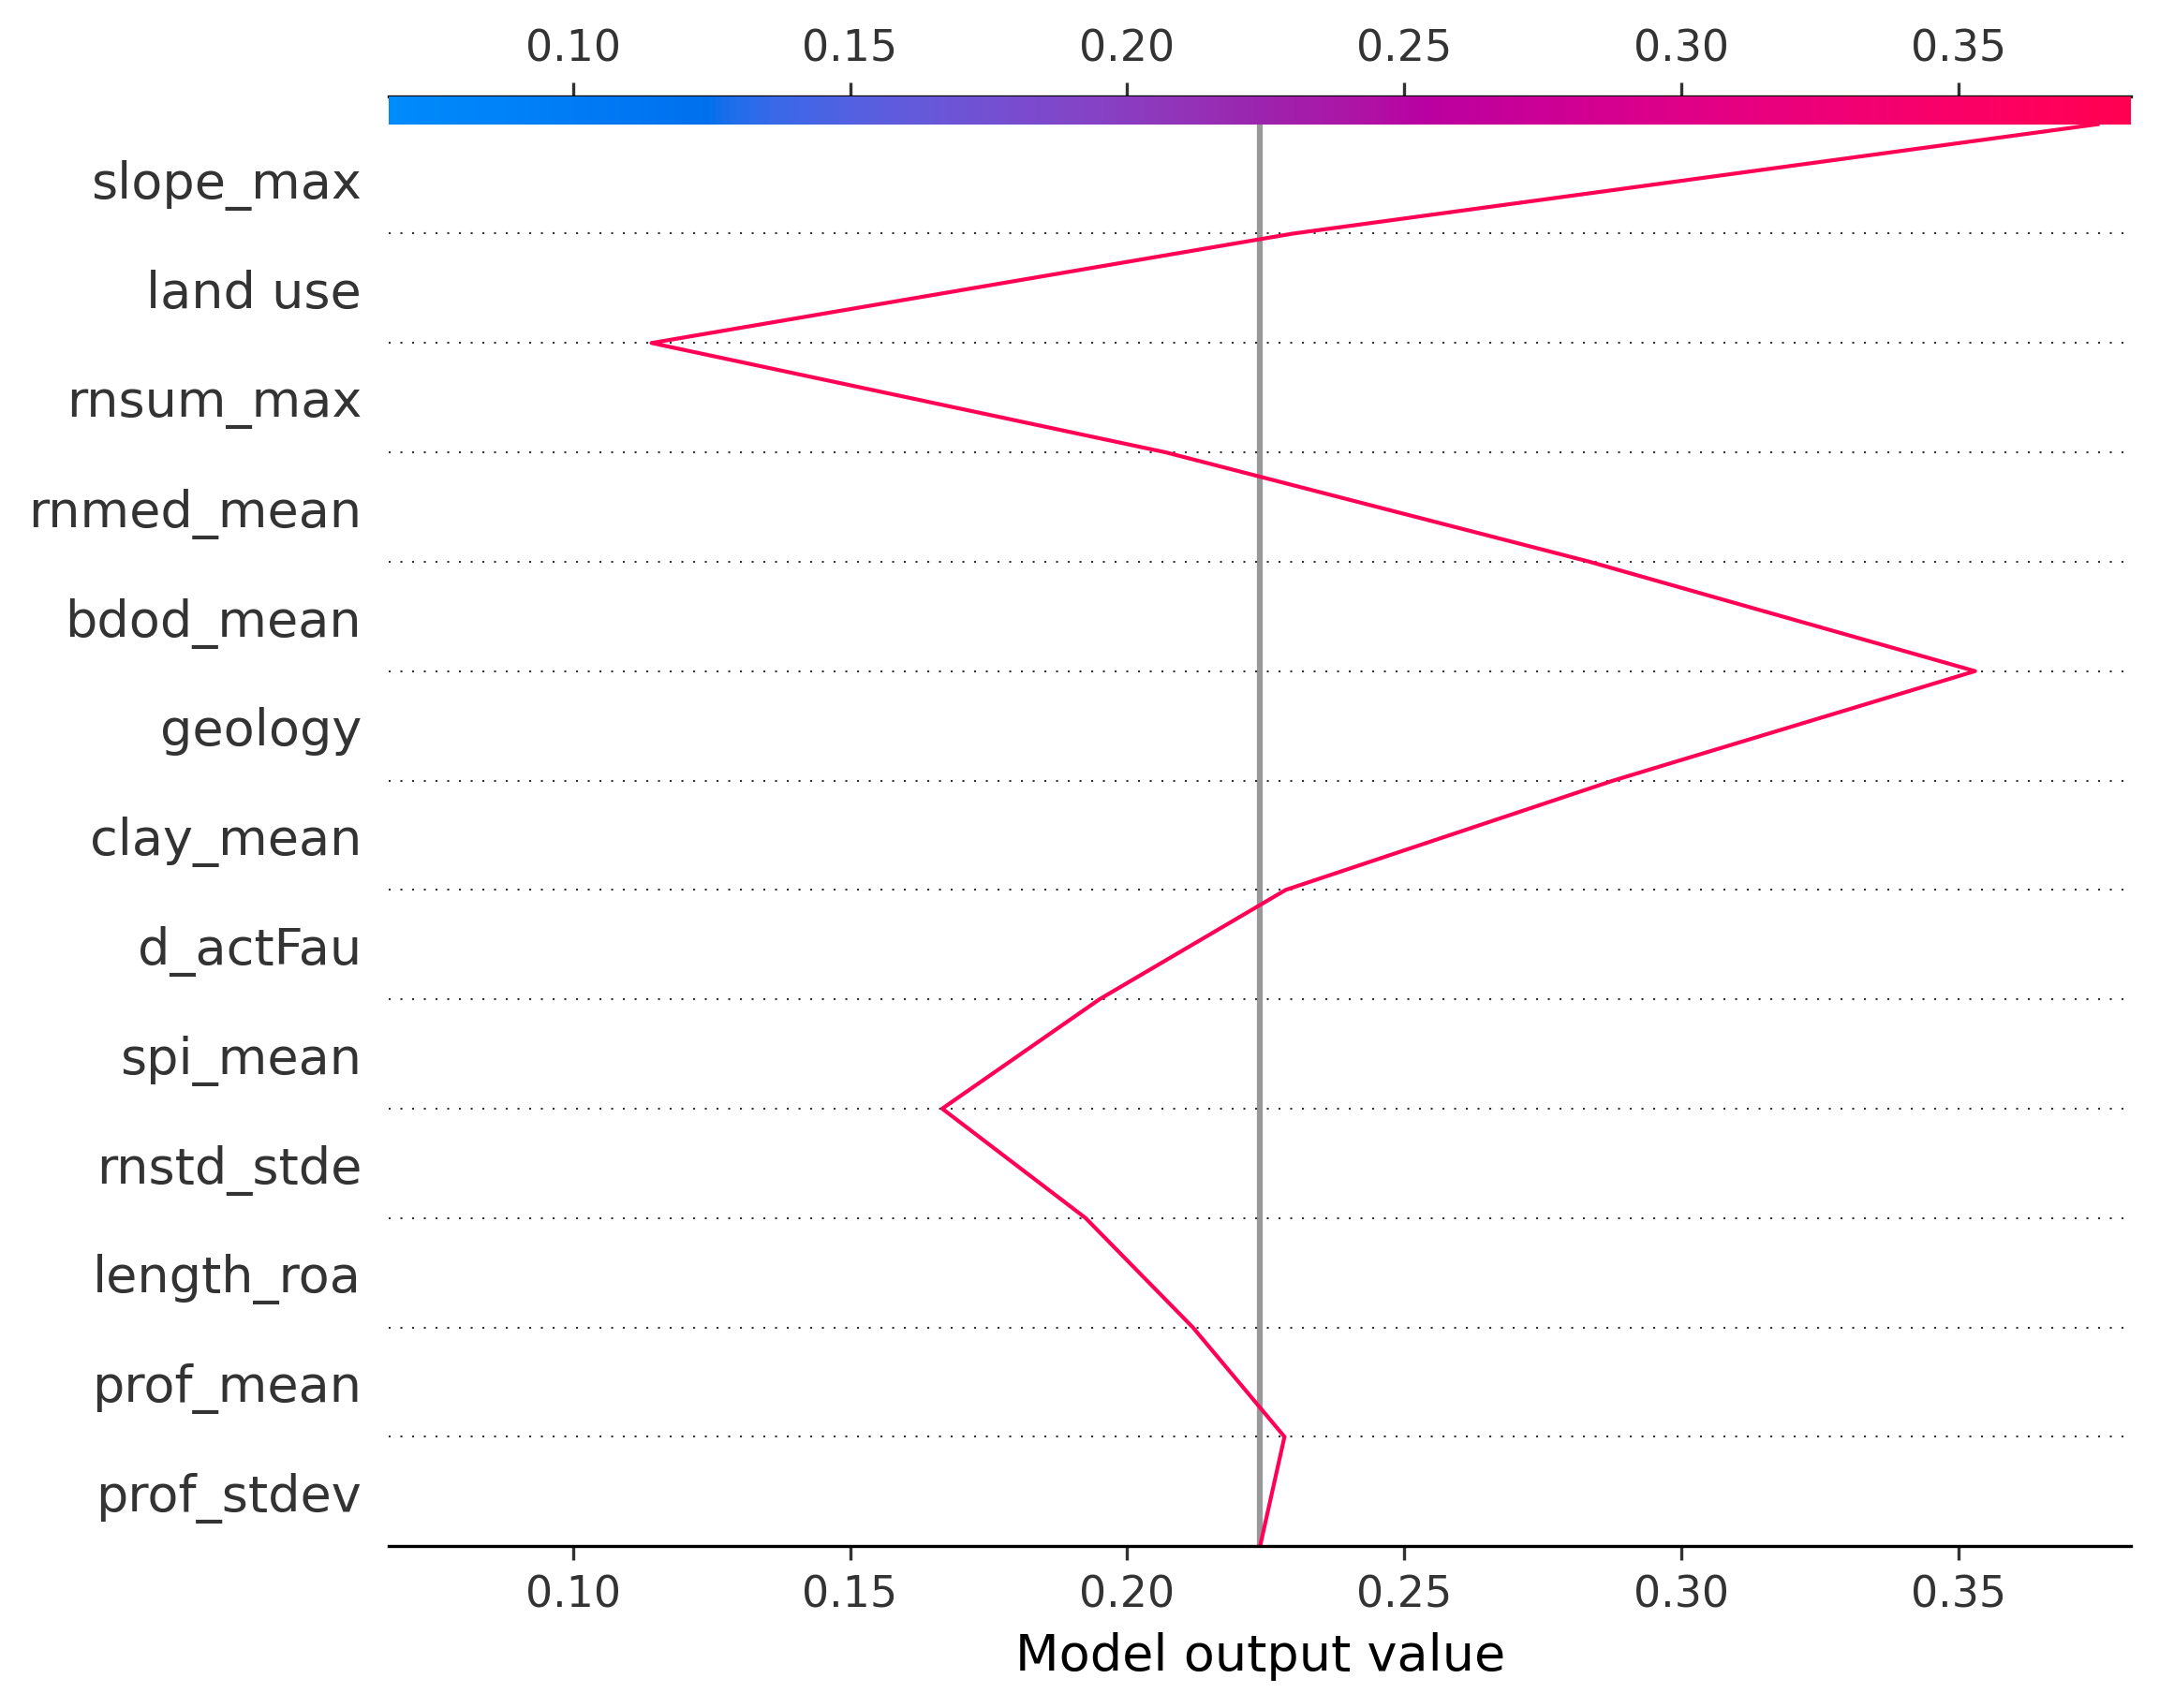 0.10 0.15 0.20 0.25 0.30 0.35
slope_max
land use
rnsum_max
rnmed_mean
bdod_mean
geology
clay_mean
d_actFau
spi_mean
rnstd_stde
length_roa
prof_mean
prof_stdev
0.10 0.15 0.20 0.25 0.30 0.35
Model output value